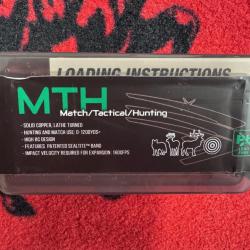 LOADING INSTRUCTIONS
MTH
Match/Tactical/Hunting
- SOLID COPPER, LATHE TURNED
- HUNTING AND MATCH USE: 0-1200YDS+
- HIGH BC DESIGN
- FEATURES PATENTED SEALTITE™ BAND
- IMPACT VELOCITY REQUIRED FOR EXPANSION: 1600FPS